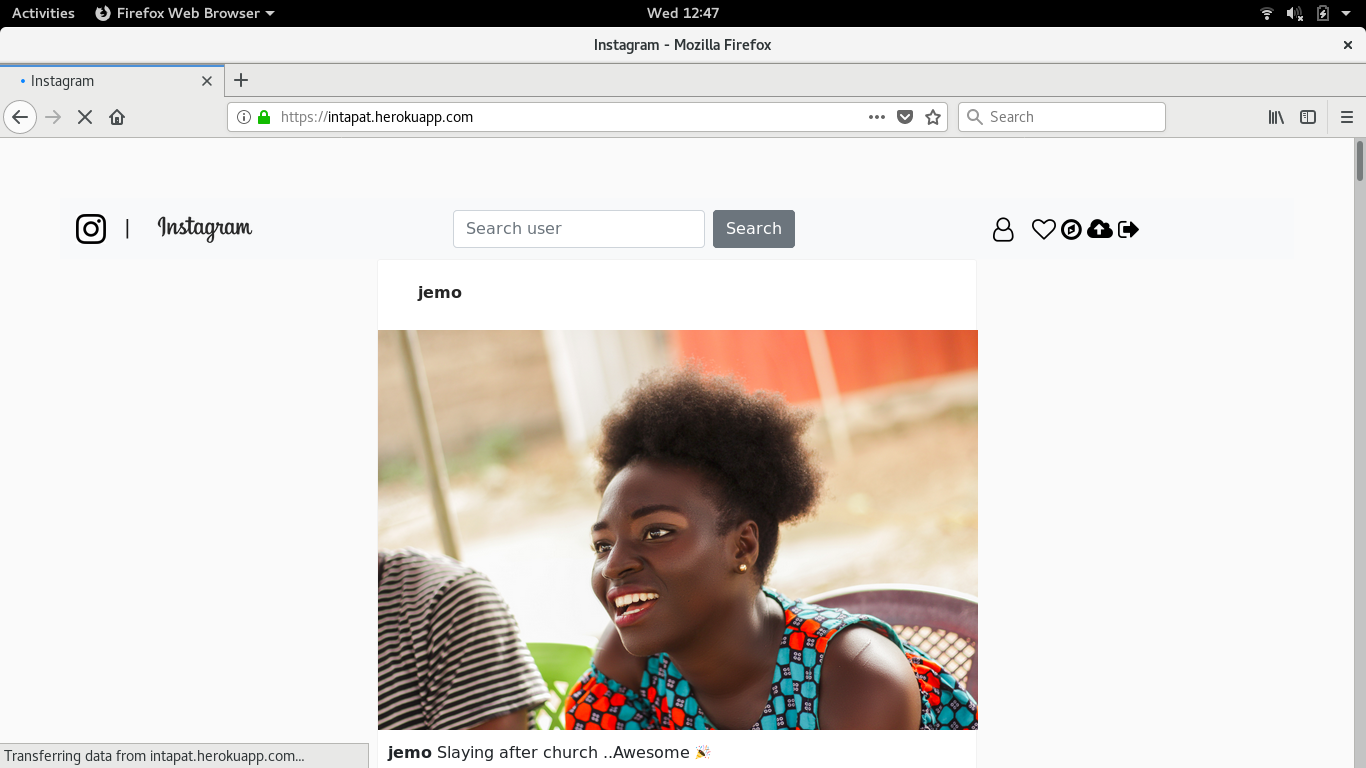 Activities Firefox Web Browser Wed 12:47
Instagram - Mozilla Firefox
Instagram
https://intapat.herokuapp.com Search
| Instagram Search user Search
jemo
jemo Slaying after church ..Awesome 🎉
Transferring data from intapat.herokuapp.com...